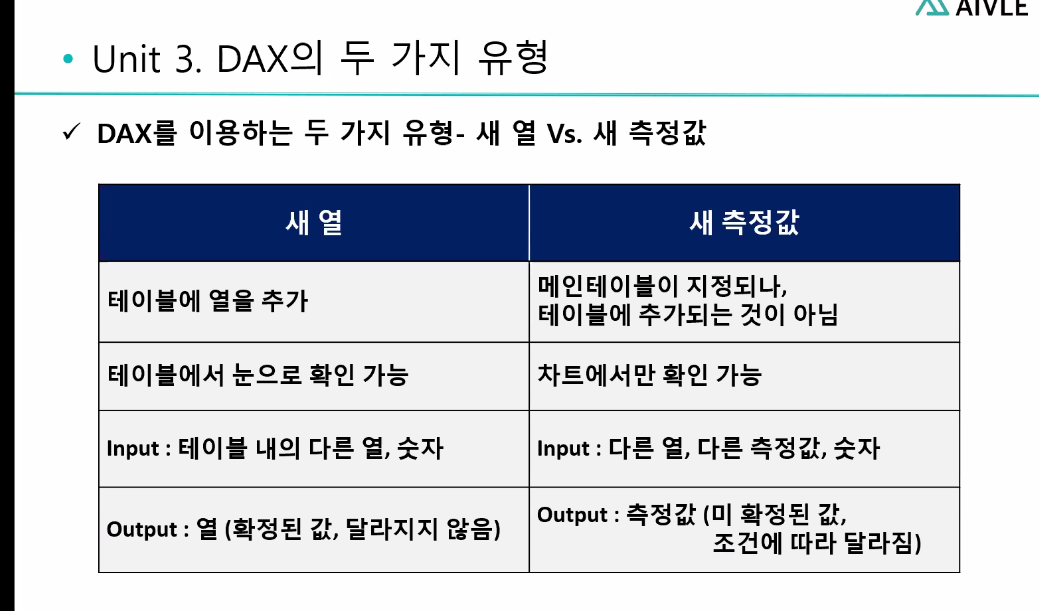 AIVLE
• Unit 3. DAX의 두 가지 유형
✓ DAX를 이용하는 두 가지 유형- 새 열 Vs. 새 측정값
새 열
새 측정값
테이블에 열을 추가
메인테이블이 지정되나,
테이블에 추가되는 것이 아님
테이블에서 눈으로 확인 가능
차트에서만 확인 가능
Input : 테이블 내의 다른 열, 숫자
Input : 다른 열, 다른 측정값, 숫자
Output : 열 (확정된 값, 달라지지 않음)
Output : 측정값 (미 확정된 값,
조건에 따라 달라짐)